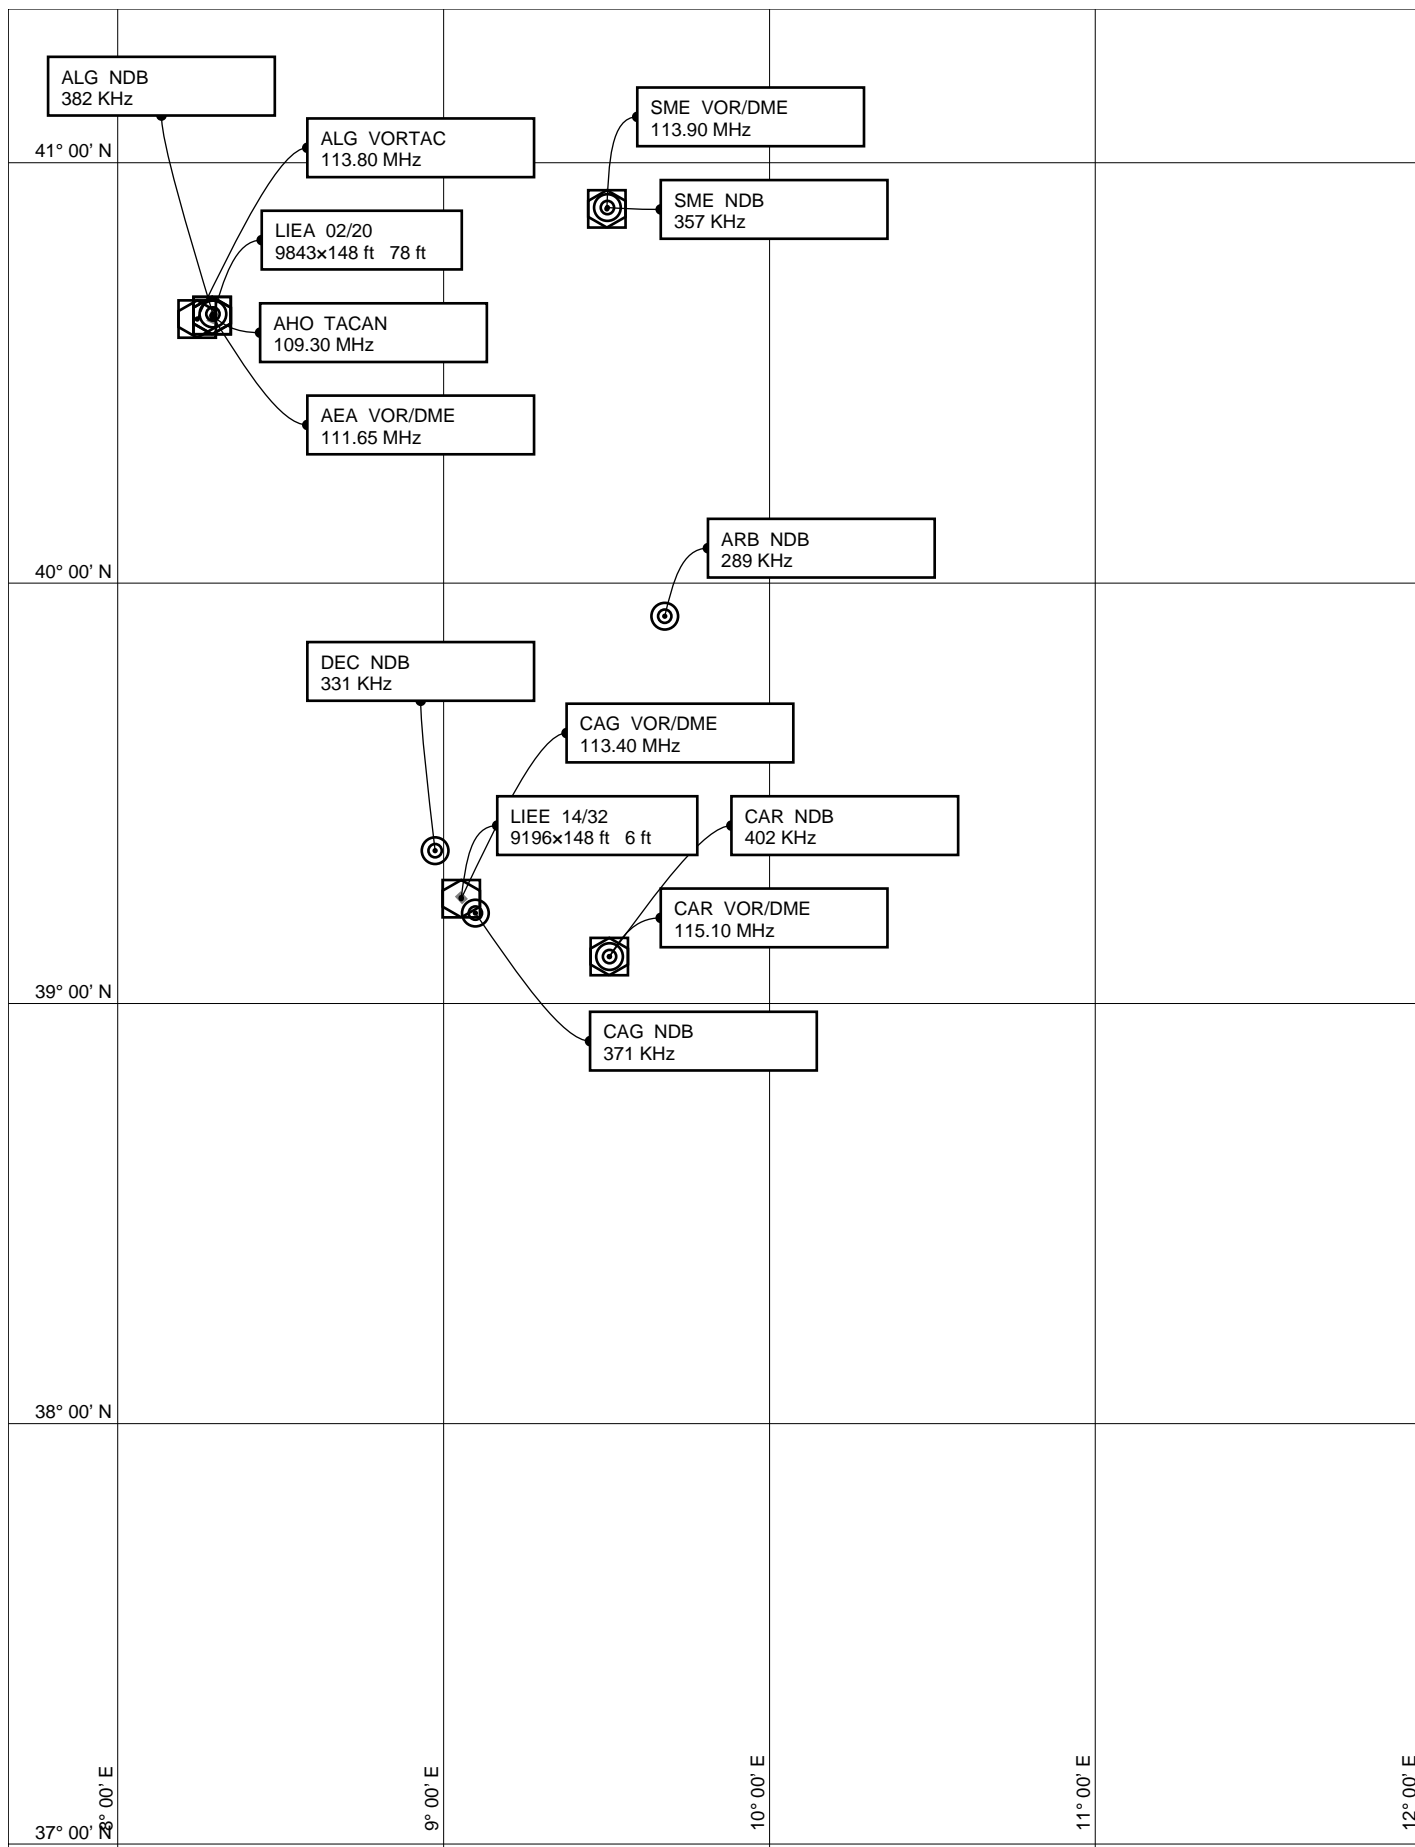 ALG NDB
382 KHz
SME VOR/DME
113.90 MHz
ALG VORTAC
113.80 MHz
41° 00' N
SME NDB
357 KHz
LIEA 02/20
9843×148 ft 78 ft
AHO TACAN
109.30 MHz
AEA VOR/DME
111.65 MHz
ARB NDB
289 KHz
40° 00' N
DEC NDB
331 KHz
CAG VOR/DME
113.40 MHz
LIEE 14/32
9196×148 ft 6 ft
CAR NDB
402 KHz
CAR VOR/DME
115.10 MHz
39° 00' N
CAG NDB
371 KHz
38° 00' N
8° 00' E
9° 00' E
10° 00' E
11° 00' E
12° 00' E
37° 00' N